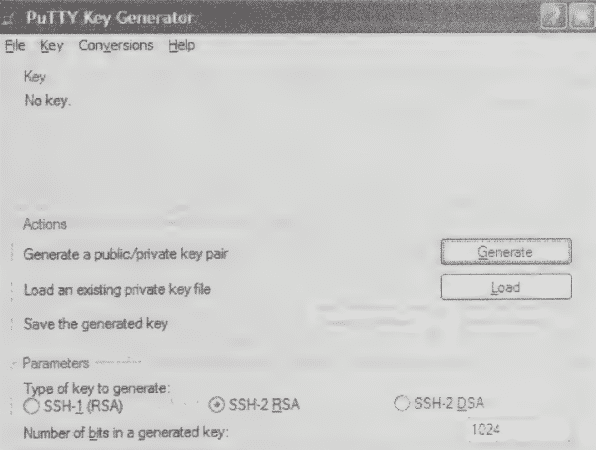 PuTTY Key Generator
File Key Conversions Help
Key
No key.
Actions
Generate a public/private key pair Generate
Load an existing private key file Load
Save the generated key
Parameters
Type of key to generate:
SSH-1 (RSA) SSH-2 RSA SSH-2 DSA
Number of bits in a generated key: 1024